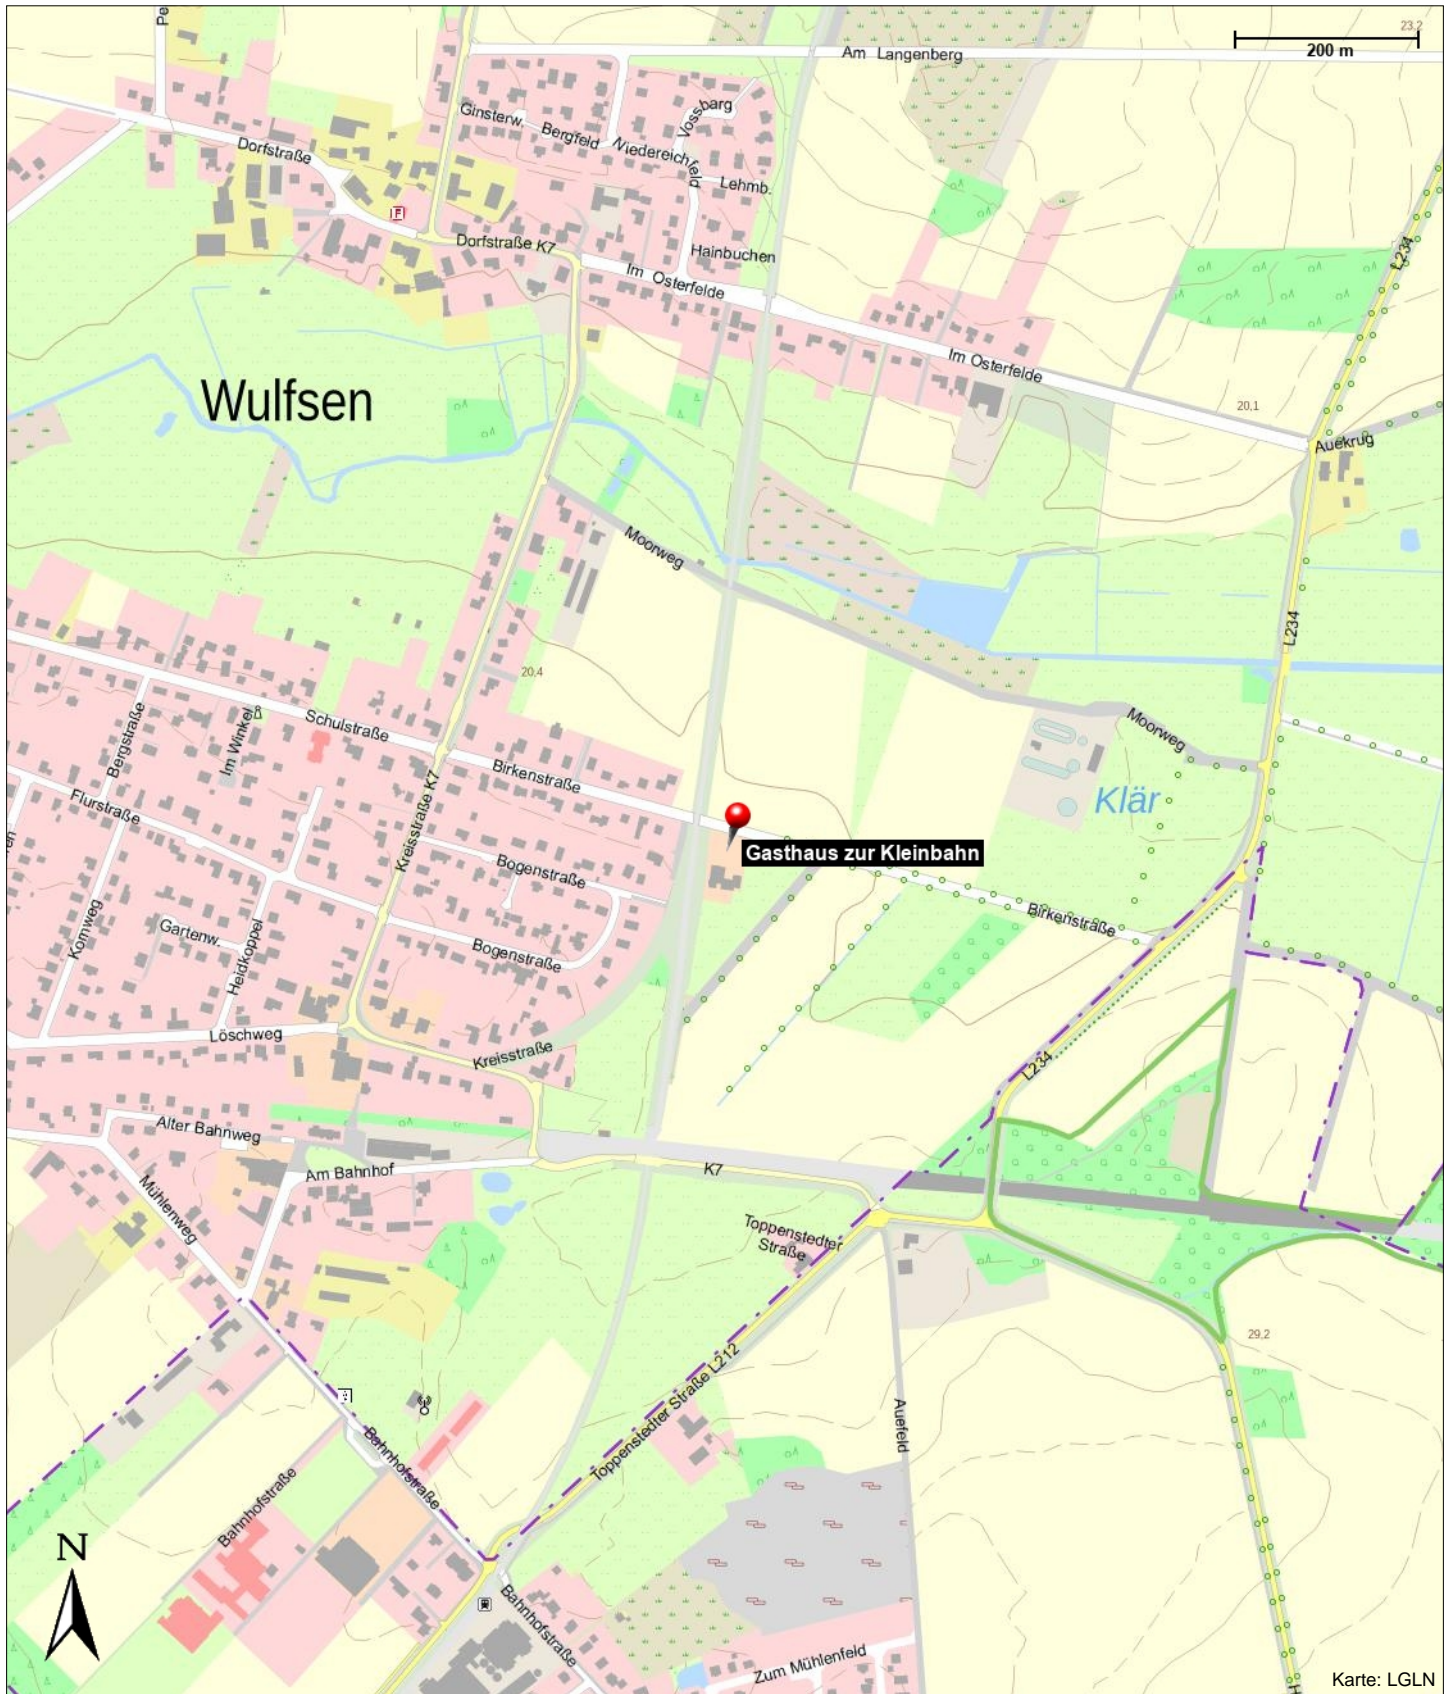 23,2
200 m
Pe
Am Langenberg
Ginsterw.
Bergfeld
Vossbarg
Niedereichfeld
Lehmb.
Dorfstraße
F
Dorfstraße K7
Hainbuchen
Im Osterfelde
L234
Im Osterfelde
Wulfsen
20,1
Auekrug
Moorweg
L234
20,4
Schulstraße
Bergstraße
Im Winkel
Birkenstraße
Moorweg
Flurstraße
Kreisstraße K7
Klär
Gasthaus zur Kleinbahn
Bogenstraße
Birkenstraße
Gartenw.
Heidkoppel
Bogenstraße
Löschweg
Kreisstraße
L234
Alter Bahnweg
Am Bahnhof
K7
Mühlenweg
Toppenstedter
Straße
29,2
Toppenstedter Straße L212
Auefeld
Bahnhofstraße
Bahnhofstraße
N
Bahnhofstraße
Zum Mühlenfeld
H
Karte: LGLN